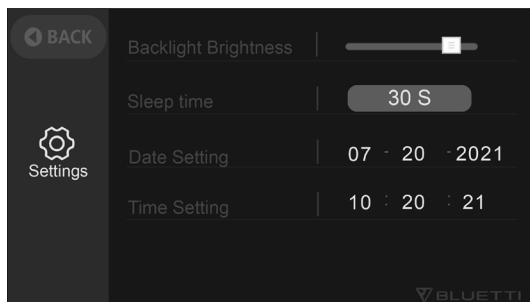 BACK
Backlight Brightness
Sleep time
30 S
Date Setting
07 - 20 - 2021
Time Setting
10 : 20 : 21
Settings
BLUETTI